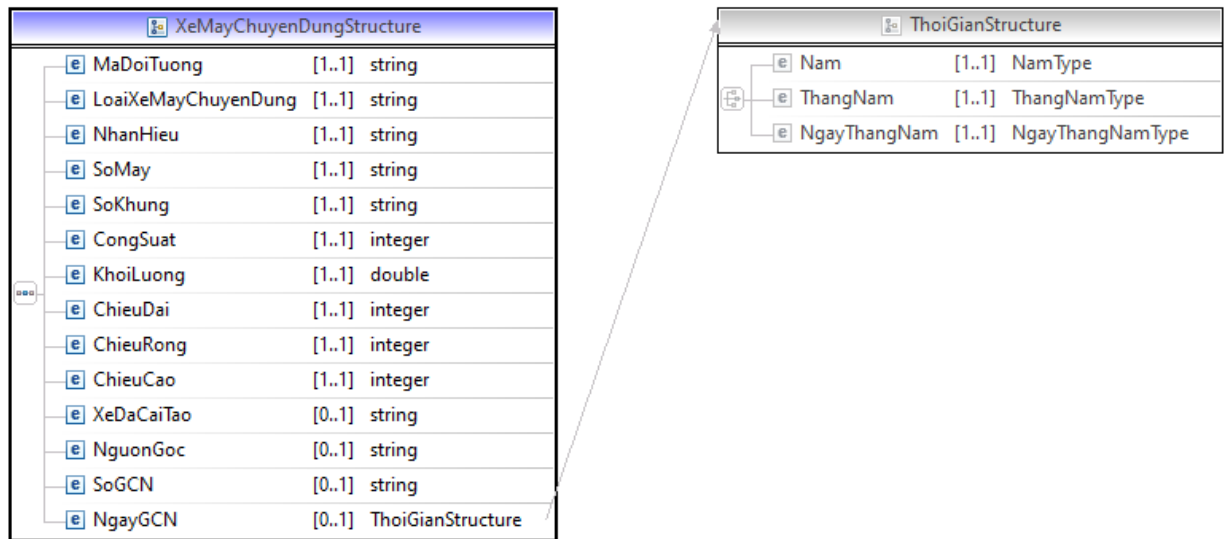 XeMayChuyenDungStructure
e MaDoiTuong [1..1] string
e LoaiXeMayChuyenDung [1..1] string
e NhanHieu [1..1] string
e SoMay [1..1] string
e SoKhung [1..1] string
e CongSuat [1..1] integer
e KhoiLuong [1..1] double
e ChieuDai [1..1] integer
e ChieuRong [1..1] integer
e ChieuCao [1..1] integer
e XeDaCaiTao [0..1] string
e NguonGoc [0..1] string
e SoGCN [0..1] string
e NgayGCN [0..1] ThoiGianStructure
ThoiGianStructure
e Nam [1..1] NamType
e ThangNam [1..1] ThangNamType
e NgayThangNam [1..1] NgayThangNamType